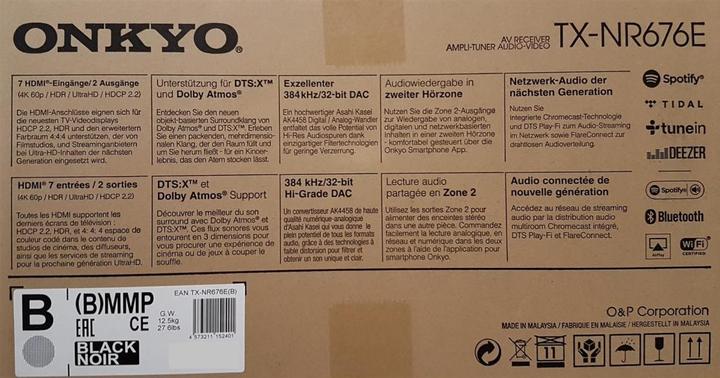 ONKYO®
AV RECEIVER
AMPLI-TUNER AUDIO-VIDEO
TX-NR676E
7 HDMI®-Eingänge/2 Ausgänge
(4K 60p / HDR / UltraHD / HDCP 2.2)
Die HDMI-Anschlüsse eignen sich für
die neuesten TV-Videodisplays
HDCP 2.2, HDR und den erweiterten
Farbraum 4:4:4 unterstützen, der von
Filmstudios, und Streaminganbietern
bei Ultra-HD-Inhalten der nächsten
Generation eingesetzt wird.
Unterstützung für DTS:X™
und Dolby Atmos®
Entdecken Sie den neuen
objekt-basierten Surroundklang von
Dolby Atmos® und DTS:X™. Erleben
Sie einen packenden, mehrdimensio-
nalen Klang, der den Raum füllt und
um Sie herum fließt - für ein Kinoer-
lebnis, das den Atem stocken lässt.
Exzellenter
384 kHz/32-bit DAC
Ein hochwertiger Asahi Kasei
AK4458 Digital / Analog-Wandler
entfaltet das volle Potential von
Hi-Res Audiospuren dank
einzigartiger Filtertechnologien
für geringe Verzerrung.
Audiowiedergabe in
zweiter Hörzone
Nutzen Sie die Zone 2-Ausgänge
zur Wiedergabe von analogen,
digitalen und netzwerkbasierten
Inhalten in einer zweiten Hörzone
- komfortabel gesteuert über die
Onkyo Smartphone App.
Netzwerk-Audio der
nächsten Generation
Nutzen Sie
Integrierte Chromecast-Technologie
und DTS Play-Fi zum Audio-Streaming
im Netzwerk sowie FlareConnect zur
drahtlosen Audioverteilung.
Spotify®
TIDAL
tunein
DEEZER
HDMI® 7 entrées / 2 sorties
(4K 60p / HDR / UltraHD / HDCP 2.2)
Toutes les HDMI supportent les
derniers écrans de télévision :
HDCP 2.2, HDR, et 4: 4: 4 espace de
couleur codé dans le contenu du
studios de cinéma, des diffuseurs,
ainsi que les services de streaming
pour la prochaine génération UltraHD.
DTS:X™ et
Dolby Atmos® Support
Découvrez le meilleur du son
surround avec Dolby Atmos® et
DTS:X™. Ces flux sonores vous
entourent en 3 dimensions pour
vous procurer une expérience
de cinéma ou de jeu à couper le
souffle.
384 kHz/32-bit
Hi-Grade DAC
Un convertisseur AK4458 de haute
qualité numérique-analogique
d'Asahi Kasei qui vous donne le
plein potentiel de tous les formats
audio, grâce à des technologies à
faible distorsion pour filtrer et
obtenir un son unique et clair.
Lecture audio
partagée en Zone 2
Utilisez les sorties Zone 2 pour
alimenter des enceintes stéréo
dans une autre pièce. Commandez
facilement la lecture analogique, en
réseau et numérique dans les deux
zones à l'aide de l'application pour
smartphone Onkyo.
Audio connectée de
nouvelle génération
Accédez au réseau de streaming
audio par la distribution audio
multiroom Chromecast intégré,
DTS Play-Fi et FlareConnect.
Spotify®
Bluetooth
AirPlay
Wi Fi
CERTIFIED
B
(B)MMP
EAC CE
BLACK
NOIR
EAN TX-NR676E(B)
G.W.
12.5kg
27.6lbs
4 573211 152401
O&P Corporation
MADE IN MALAYSIA / FABRIQUE EN MALAISIE / HERGESTELLT IN MALAYSIA
11